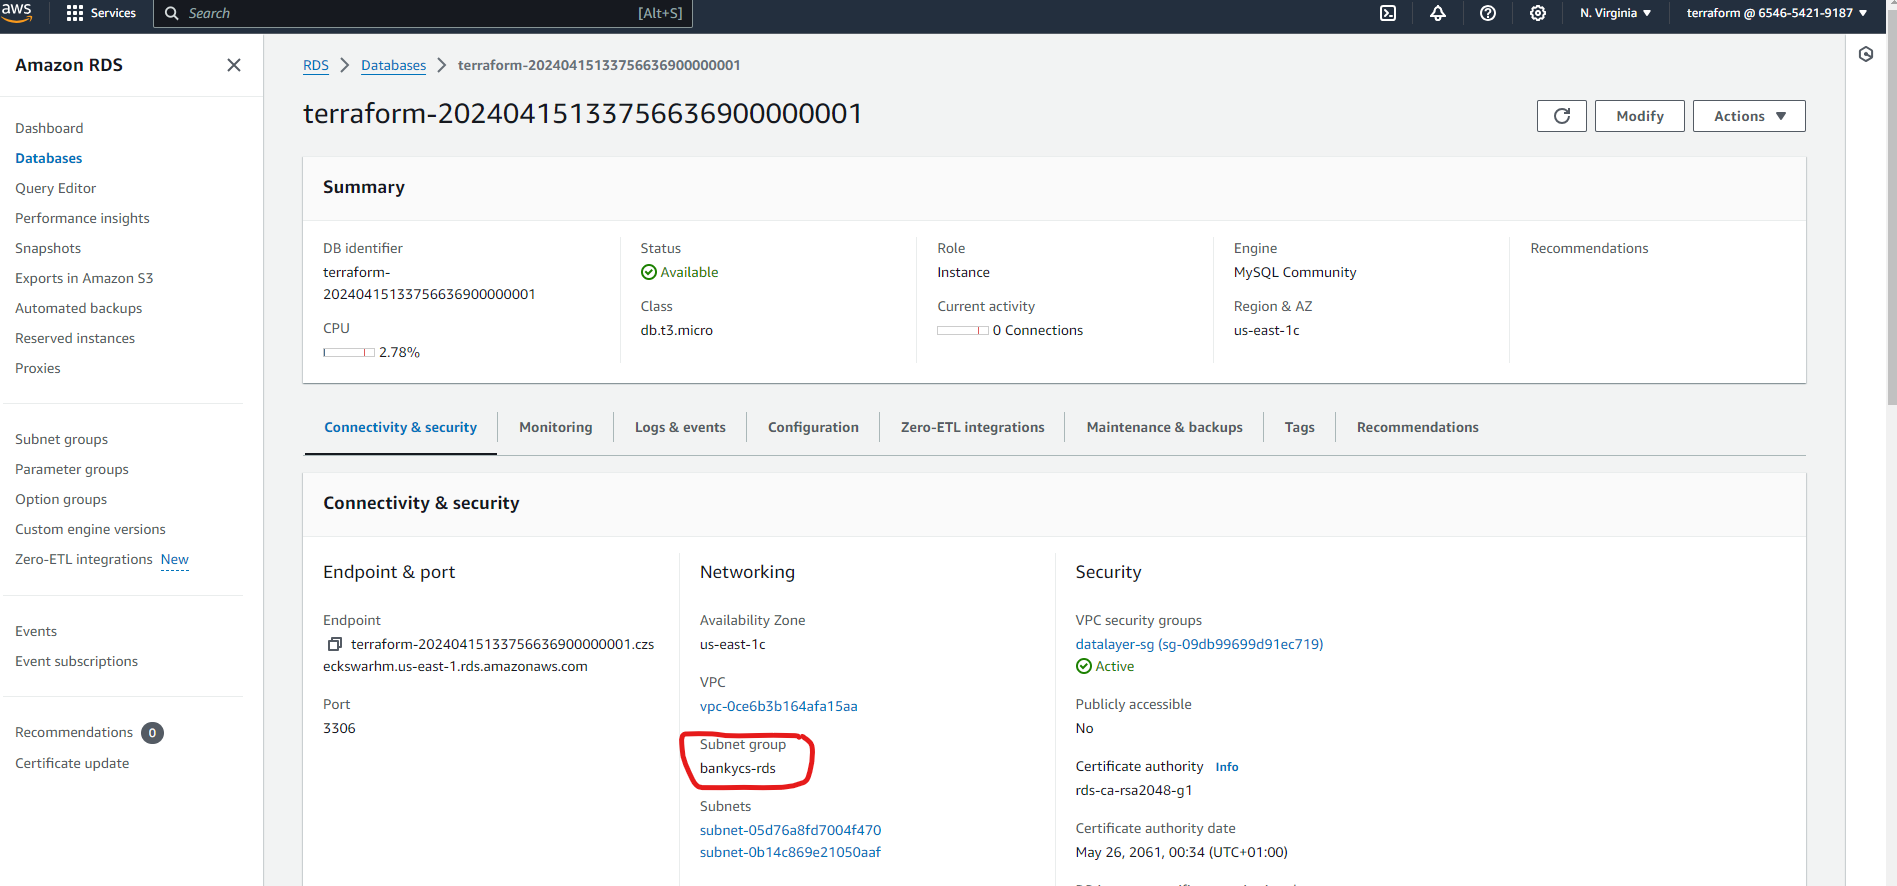 aws
Services
Search
[Alt+S]
N. Virginia
terraform @ 6546-5421-9187
Amazon RDS
Dashboard
Databases
Query Editor
Performance insights
Snapshots
Exports in Amazon S3
Automated backups
Reserved instances
Proxies
Subnet groups
Parameter groups
Option groups
Custom engine versions
Zero-ETL integrations New
Events
Event subscriptions
Recommendations 0
Certificate update
RDS > Databases > terraform-20240415133756636900000001
terraform-20240415133756636900000001
Modify
Actions
Summary
DB identifier
terraform-
20240415133756636900000001
CPU
2.78%
Status
Available
Class
db.t3.micro
Role
Instance
Current activity
0 Connections
Engine
MySQL Community
Region & AZ
us-east-1c
Recommendations
Connectivity & security
Monitoring
Logs & events
Configuration
Zero-ETL integrations
Maintenance & backups
Tags
Recommendations
Connectivity & security
Endpoint & port
Endpoint
terraform-20240415133756636900000001.czs
eckswarhm.us-east-1.rds.amazonaws.com
Port
3306
Networking
Availability Zone
us-east-1c
VPC
vpc-0ce6b3b164afa15aa
Subnet group
bankycs-rds
Subnets
subnet-05d76a8fd7004f470
subnet-0b14c869e21050aaf
Security
VPC security groups
datalayer-sg (sg-09db99699d91ec719)
Active
Publicly accessible
No
Certificate authority Info
rds-ca-rsa2048-g1
Certificate authority date
May 26, 2061, 00:34 (UTC+01:00)